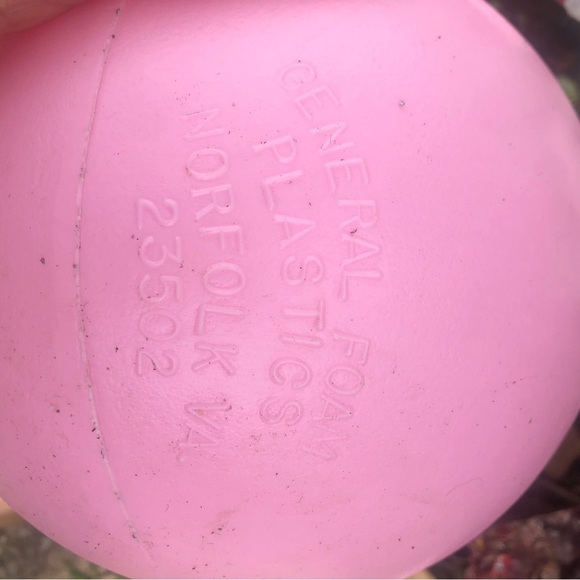 GENERAL FOAM
PLASTICS
NORFOLK VA
23502